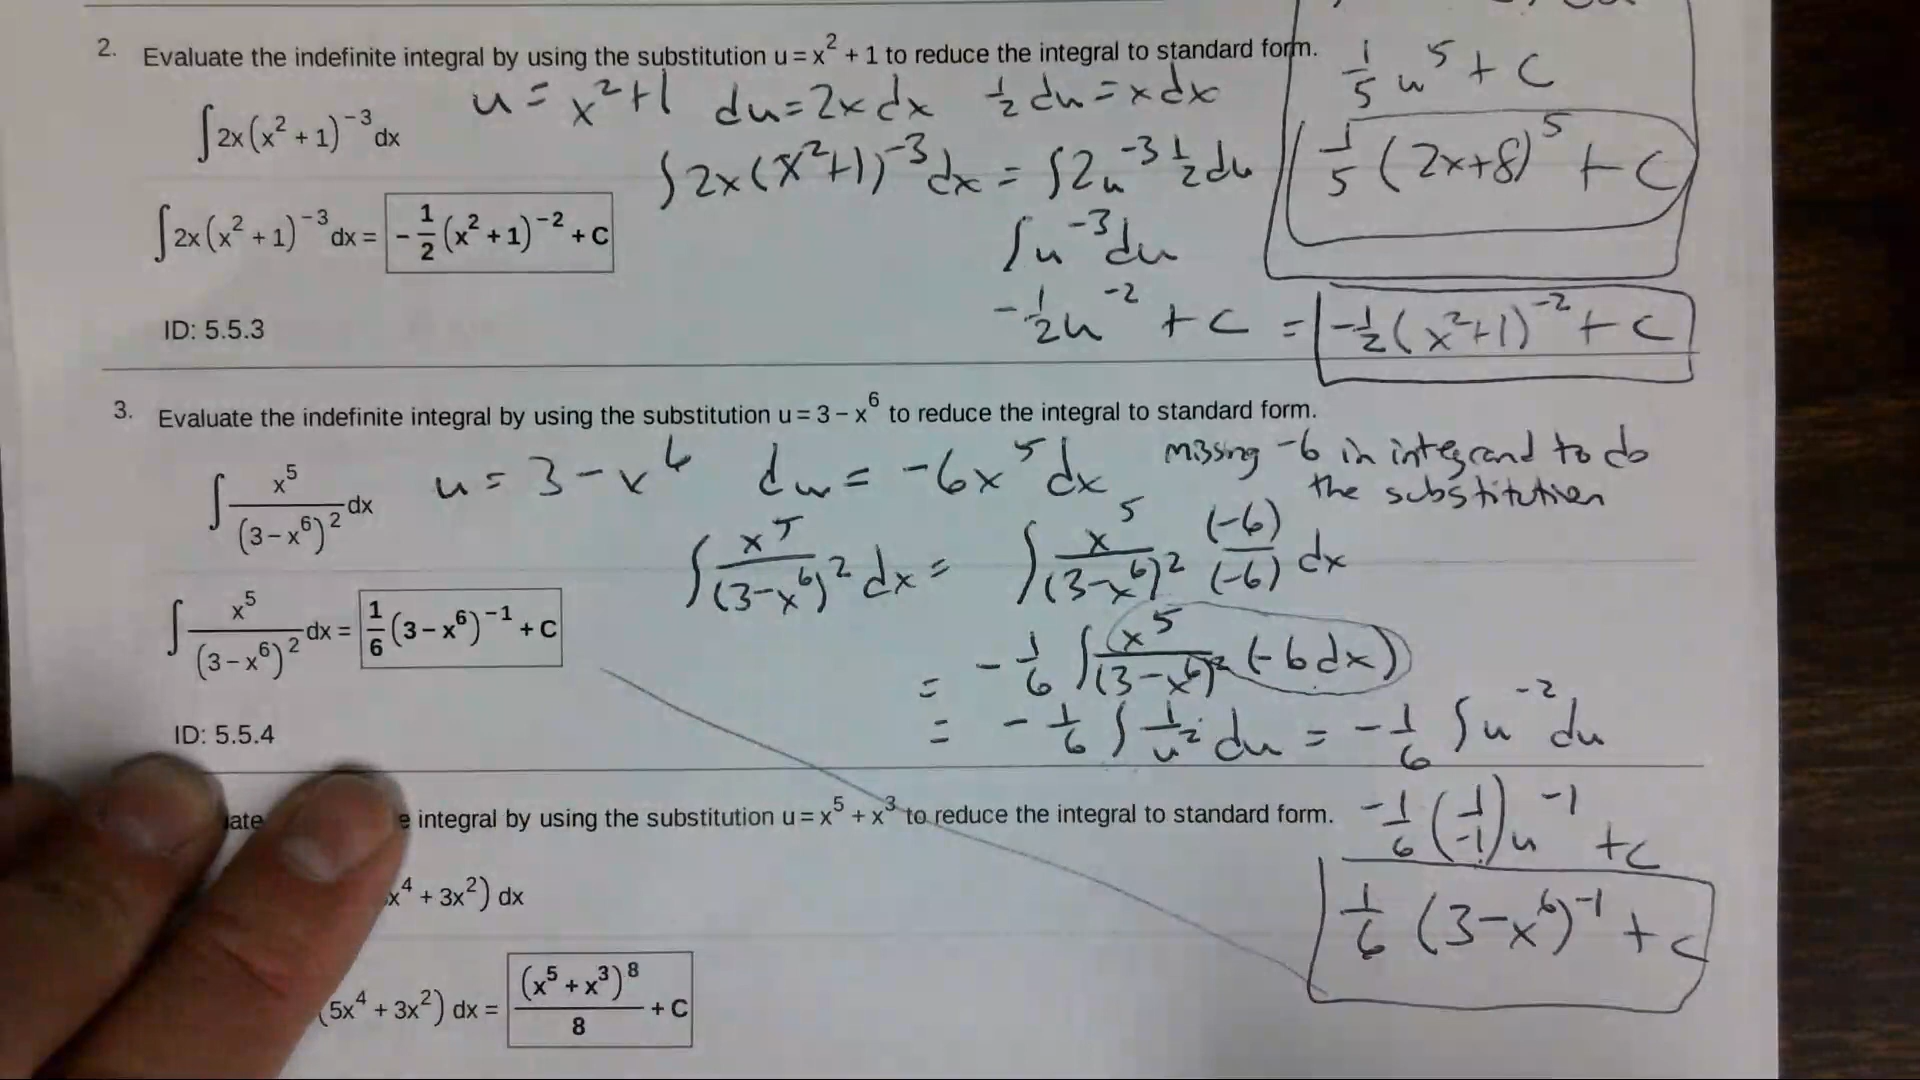 2. Evaluate the indefinite integral by using the substitution u = x² + 1 to reduce the integral to standard form.
∫2x(x² + 1)⁻³ dx
u = x²+1 du = 2x dx ½ du = x dx
∫2x(x²+1)⁻³ dx = ∫2u⁻³ ½ du
∫2x(x² + 1)⁻³ dx = -1/2 (x² + 1)⁻² + C
∫u⁻³ du
-1/2 u⁻² + C = -1/2 (x²+1)⁻² + C
1/5 u⁵ + C
1/5 (2x+8)⁵ + C
ID: 5.5.3
3. Evaluate the indefinite integral by using the substitution u = 3 − x⁶ to reduce the integral to standard form.
∫ x⁵/(3 − x⁶)² dx
u = 3 − x⁶ du = −6x⁵ dx
missing -6 in integrand to do
the substitution
∫ x⁵/(3−x⁶)² dx = ∫ x⁵/(3−x⁶)² (-6)/(-6) dx
∫ x⁵/(3 − x⁶)² dx = 1/6 (3 − x⁶)⁻¹ + C
= -1/6 ∫ x⁵/(3−x⁶)² (-6dx)
= -1/6 ∫ 1/u² du = -1/6 ∫u⁻² du
ID: 5.5.4
-1/6 (1/-1) u⁻¹ + C
1/6 (3−x⁶)⁻¹ + C
integral by using the substitution u = x⁵ + x³ to reduce the integral to standard form.
x⁴ + 3x²) dx
(5x⁴ + 3x²) dx = (x⁵ + x³)⁸/8 + C